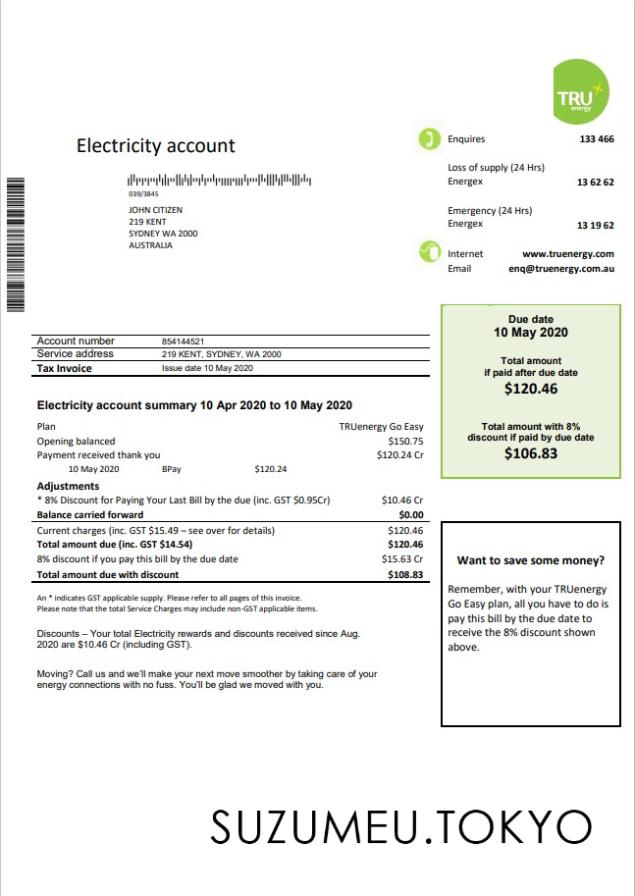 TRU
energy
Electricity account
Enquires 133 466
Loss of supply (24 Hrs)
Energex 13 62 62
Emergency (24 Hrs)
Energex 13 19 62
Internet www.truenergy.com
Email enq@truenergy.com.au
039/3845
JOHN CITIZEN
219 KENT
SYDNEY WA 2000
AUSTRALIA
Due date
10 May 2020
Total amount
if paid after due date
$120.46
Total amount with 8%
discount if paid by due date
$106.83
Account number 854144521
Service address 219 KENT, SYDNEY, WA 2000
Tax Invoice Issue date 10 May 2020
Electricity account summary 10 Apr 2020 to 10 May 2020
Plan TRUenergy Go Easy
Opening balanced $150.75
Payment received thank you $120.24 Cr
10 May 2020 BPay $120.24
Adjustments
* 8% Discount for Paying Your Last Bill by the due (inc. GST $0.95Cr) $10.46 Cr
Balance carried forward $0.00
Current charges (inc. GST $15.49 – see over for details) $120.46
Total amount due (inc. GST $14.54) $120.46
8% discount if you pay this bill by the due date $15.63 Cr
Total amount due with discount $108.83
An * indicates GST applicable supply. Please refer to all pages of this invoice.
Please note that the total Service Charges may include non-GST applicable items.
Discounts – Your total Electricity rewards and discounts received since Aug.
2020 are $10.46 Cr (including GST).
Moving? Call us and we'll make your next move smoother by taking care of your
energy connections with no fuss. You'll be glad we moved with you.
Want to save some money?
Remember, with your TRUenergy
Go Easy plan, all you have to do is
pay this bill by the due date to
receive the 8% discount shown
above.
SUZUMEU.TOKYO